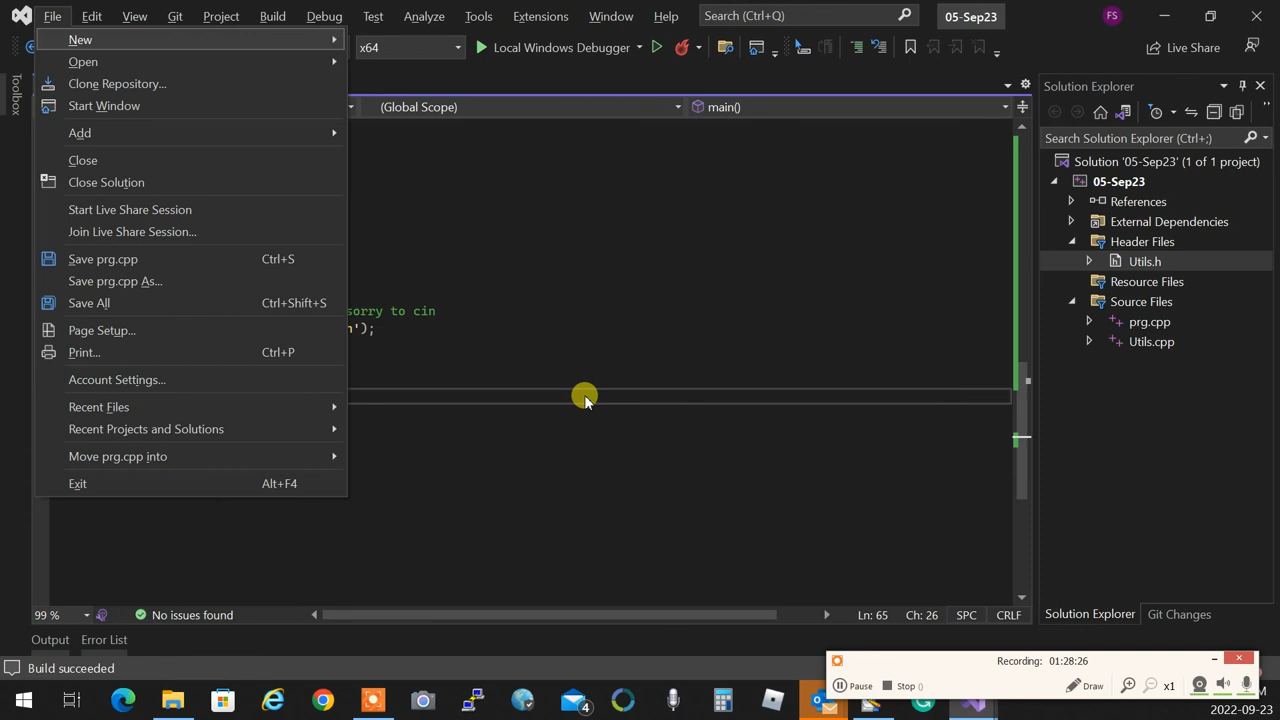 File Edit View Git Project Build Debug Test Analyze Tools Extensions Window Help Search (Ctrl+Q) 05-Sep23 FS
x64 Local Windows Debugger Live Share
Toolbox
New
Open
Clone Repository...
Start Window
Add
Close
Close Solution
Start Live Share Session
Join Live Share Session...
Save prg.cpp Ctrl+S
Save prg.cpp As...
Save All Ctrl+Shift+S
Page Setup...
Print... Ctrl+P
Account Settings...
Recent Files
Recent Projects and Solutions
Move prg.cpp into
Exit Alt+F4
(Global Scope) main()
sorry to cin
n');
Solution Explorer
Search Solution Explorer (Ctrl+;)
Solution '05-Sep23' (1 of 1 project)
05-Sep23
References
External Dependencies
Header Files
Utils.h
Resource Files
Source Files
prg.cpp
Utils.cpp
99 % No issues found Ln: 65 Ch: 26 SPC CRLF
Solution Explorer Git Changes
Output Error List
Build succeeded
Recording: 01:28:26
Pause Stop () Draw x1
4
M
2022-09-23